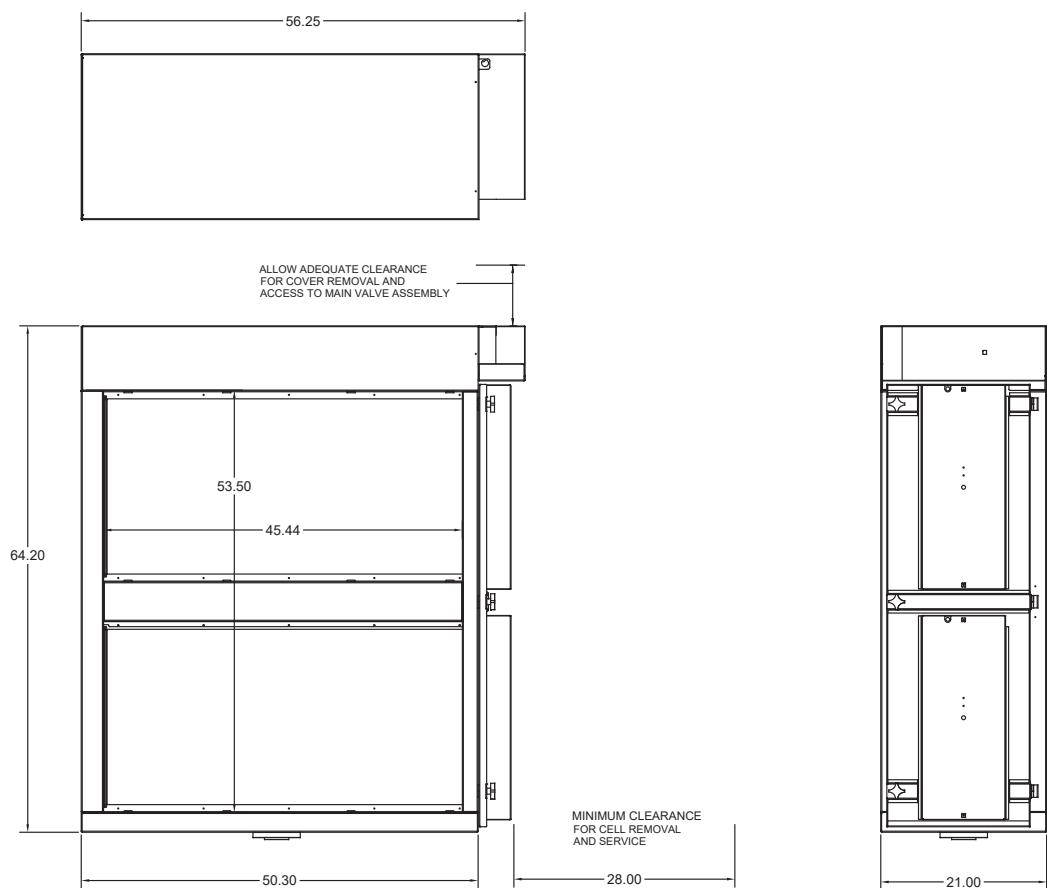 56.25
ALLOW ADEQUATE CLEARANCE
FOR COVER REMOVAL AND
ACCESS TO MAIN VALVE ASSEMBLY
53.50
45.44
64.20
MINIMUM CLEARANCE
FOR CELL REMOVAL
AND SERVICE
50.30
28.00
21.00